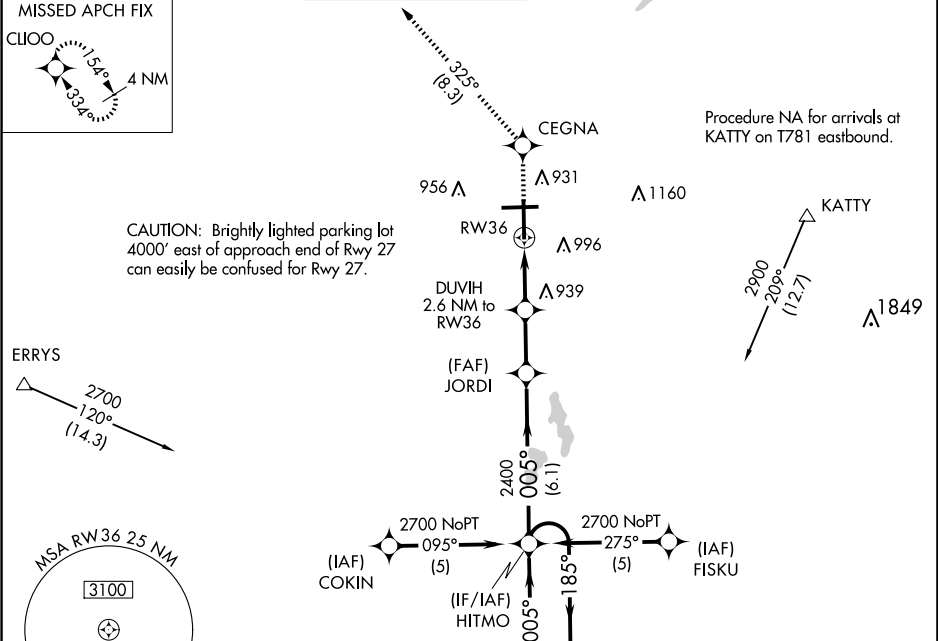 MISSED APCH FIX
CLIOO
154°
4 NM
334°
325°
(8.3)
CEGNA
Procedure NA for arrivals at
KATTY on T781 eastbound.
956
931
1160
KATTY
CAUTION: Brightly lighted parking lot
4000' east of approach end of Rwy 27
can easily be confused for Rwy 27.
RW36
996
2900
209°
(12.7)
DUVIH
2.6 NM to
RW36
939
1849
ERRYS
2700
120°
(14.3)
(FAF)
JORDI
2400
005°
(6.1)
2700 NoPT
095°
(5)
(IAF)
COKIN
2700 NoPT
275°
(5)
(IAF)
FISKU
(IF/IAF)
HITMO
005°
185°
MSA RW36 25 NM
3100